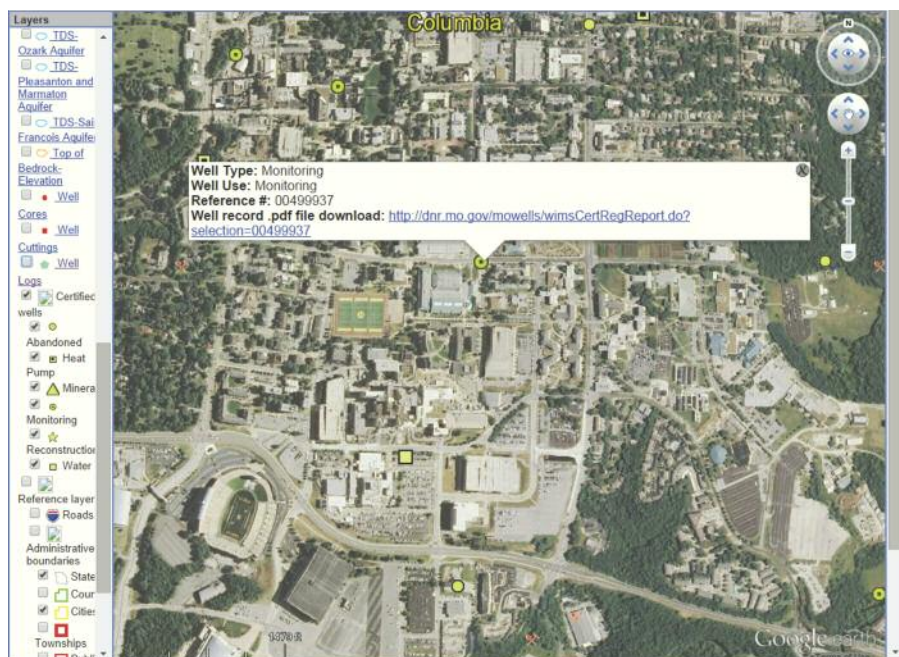 Layers
TDS-
Ozark Aquifer
TDS-
Pleasanton and
Marmaton
Aquifer
TDS-Sai
Francois Aquife
Top of
Bedrock-
Elevation
Well
Cores
Well
Cuttings
Well
Logs
Certified
wells
Abandoned
Heat
Pump
Minera
Monitoring
Reconstruction
Water
Reference layer
Roads
Administrative
boundaries
State
Cour
Cities
Townships
Columbia
N
Well Type: Monitoring
Well Use: Monitoring
Reference #: 00499937
Well record .pdf file download: http://dnr.mo.gov/mowells/wimsCertRegReport.do?
selection=00499937
Google earth